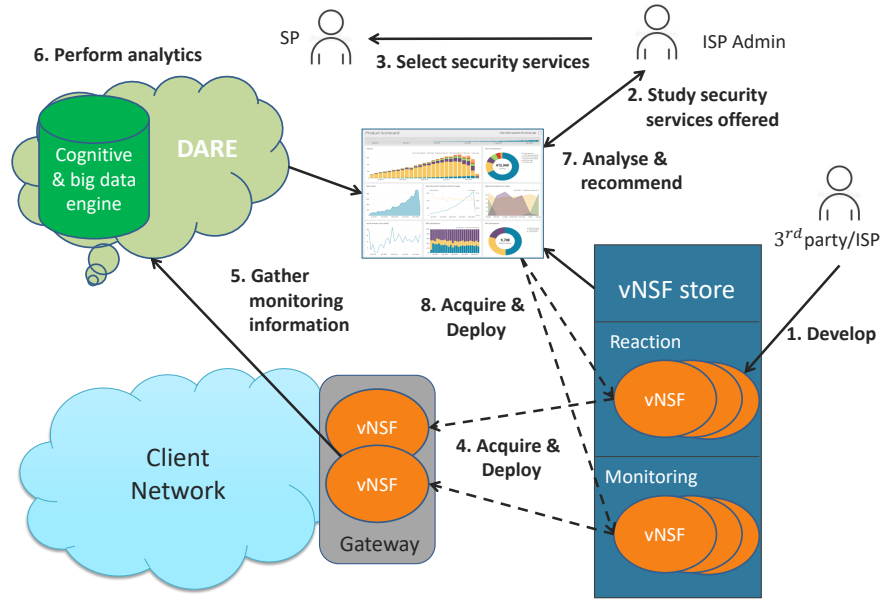 SP
ISP Admin
6. Perform analytics
3. Select security services
2. Study security
services offered
Product Scorecard
DARE
Cognitive
& big data
engine
7. Analyse &
recommend
3rd party/ISP
5. Gather
monitoring
information
8. Acquire &
Deploy
vNSF store
1. Develop
Reaction
vNSF
vNSF
4. Acquire &
Deploy
Client
Network
Monitoring
vNSF
vNSF
Gateway